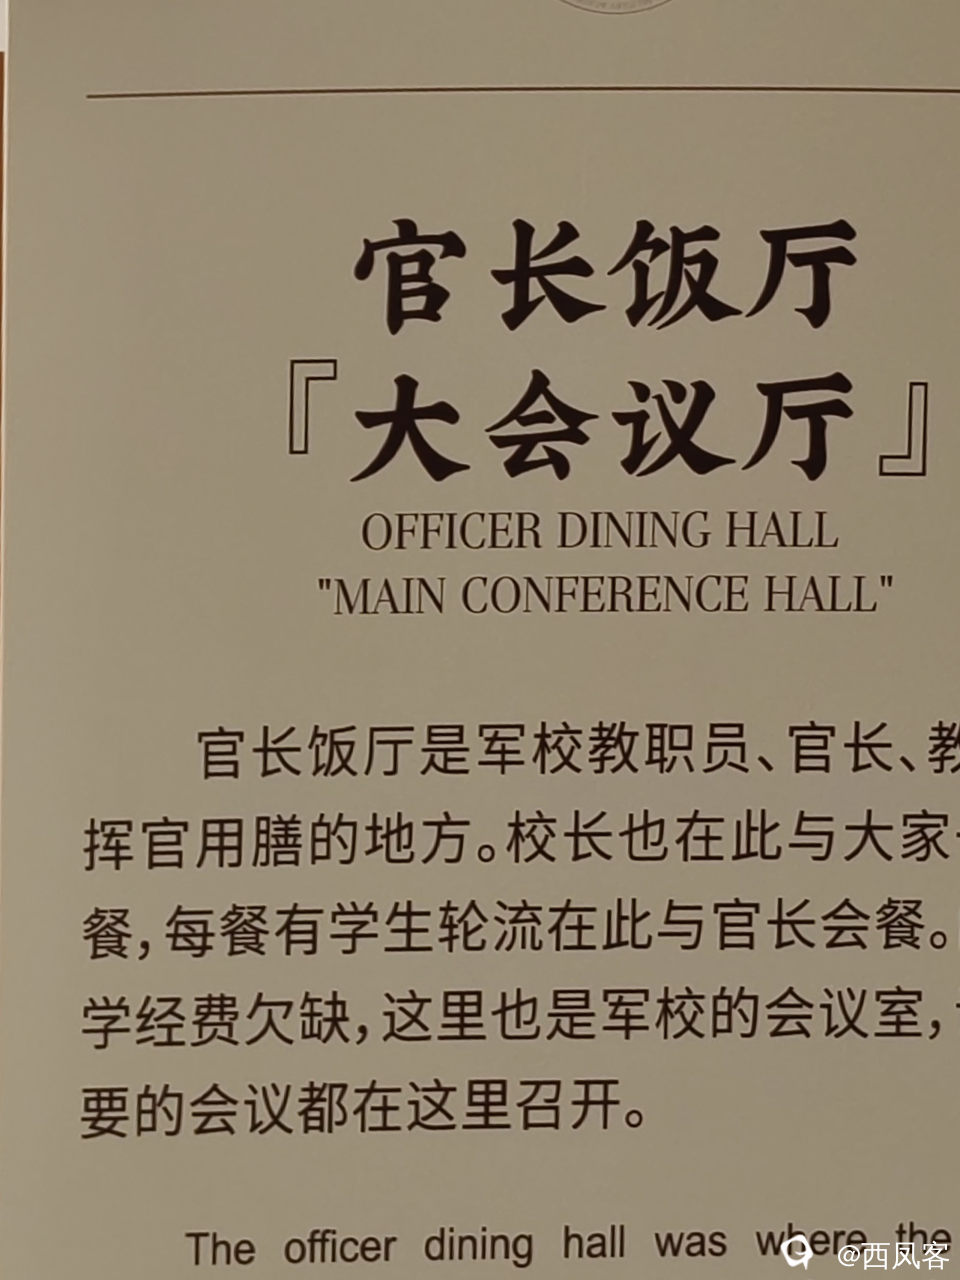 官长饭厅
『大会议厅』
OFFICER DINING HALL
"MAIN CONFERENCE HALL"
官长饭厅是军校教职员、官长、教
挥官用膳的地方。校长也在此与大家
餐，每餐有学生轮流在此与官长会餐。
学经费欠缺，这里也是军校的会议室，
要的会议都在这里召开。
The officer dining hall was where the
@西凤客